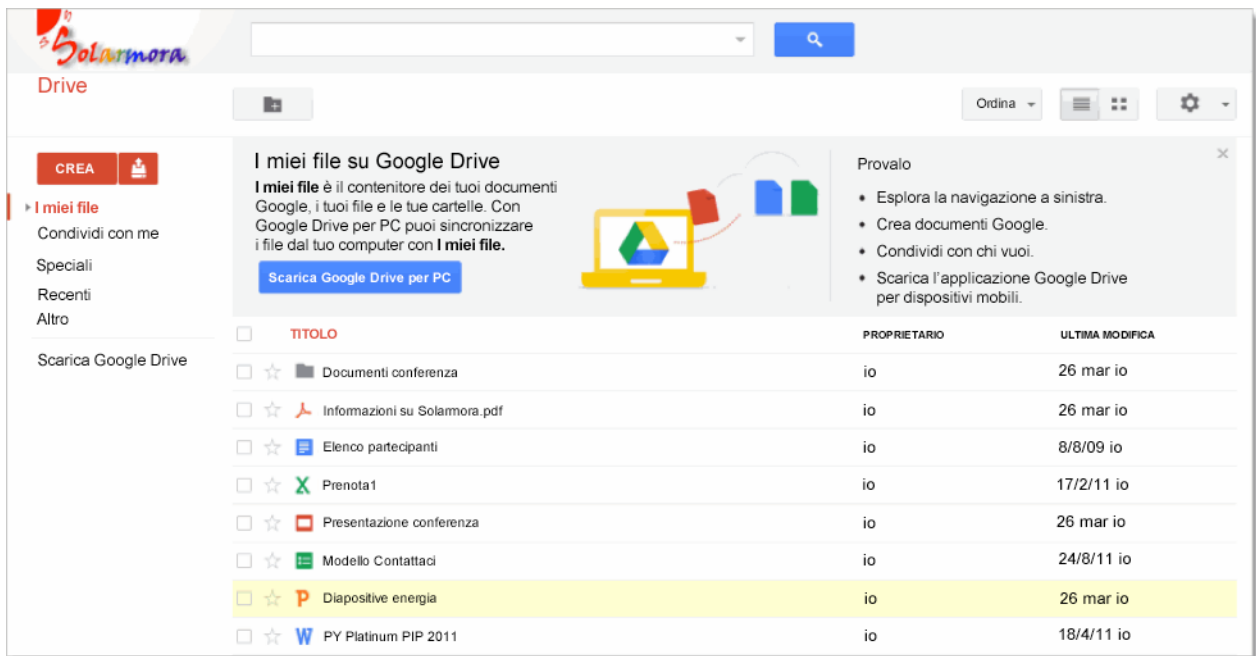 Solarmora
Drive
Ordina
CREA
I miei file
Condividi con me
Speciali
Recenti
Altro
Scarica Google Drive
I miei file su Google Drive
I miei file è il contenitore dei tuoi documenti
Google, i tuoi file e le tue cartelle. Con
Google Drive per PC puoi sincronizzare
i file dal tuo computer con I miei file.
Scarica Google Drive per PC
Provalo
• Esplora la navigazione a sinistra.
• Crea documenti Google.
• Condividi con chi vuoi.
• Scarica l'applicazione Google Drive
per dispositivi mobili.
TITOLO PROPRIETARIO ULTIMA MODIFICA
Documenti conferenza io 26 mar io
Informazioni su Solarmora.pdf io 26 mar io
Elenco partecipanti io 8/8/09 io
Prenota1 io 17/2/11 io
Presentazione conferenza io 26 mar io
Modello Contattaci io 24/8/11 io
Diapositive energia io 26 mar io
PY Platinum PIP 2011 io 18/4/11 io